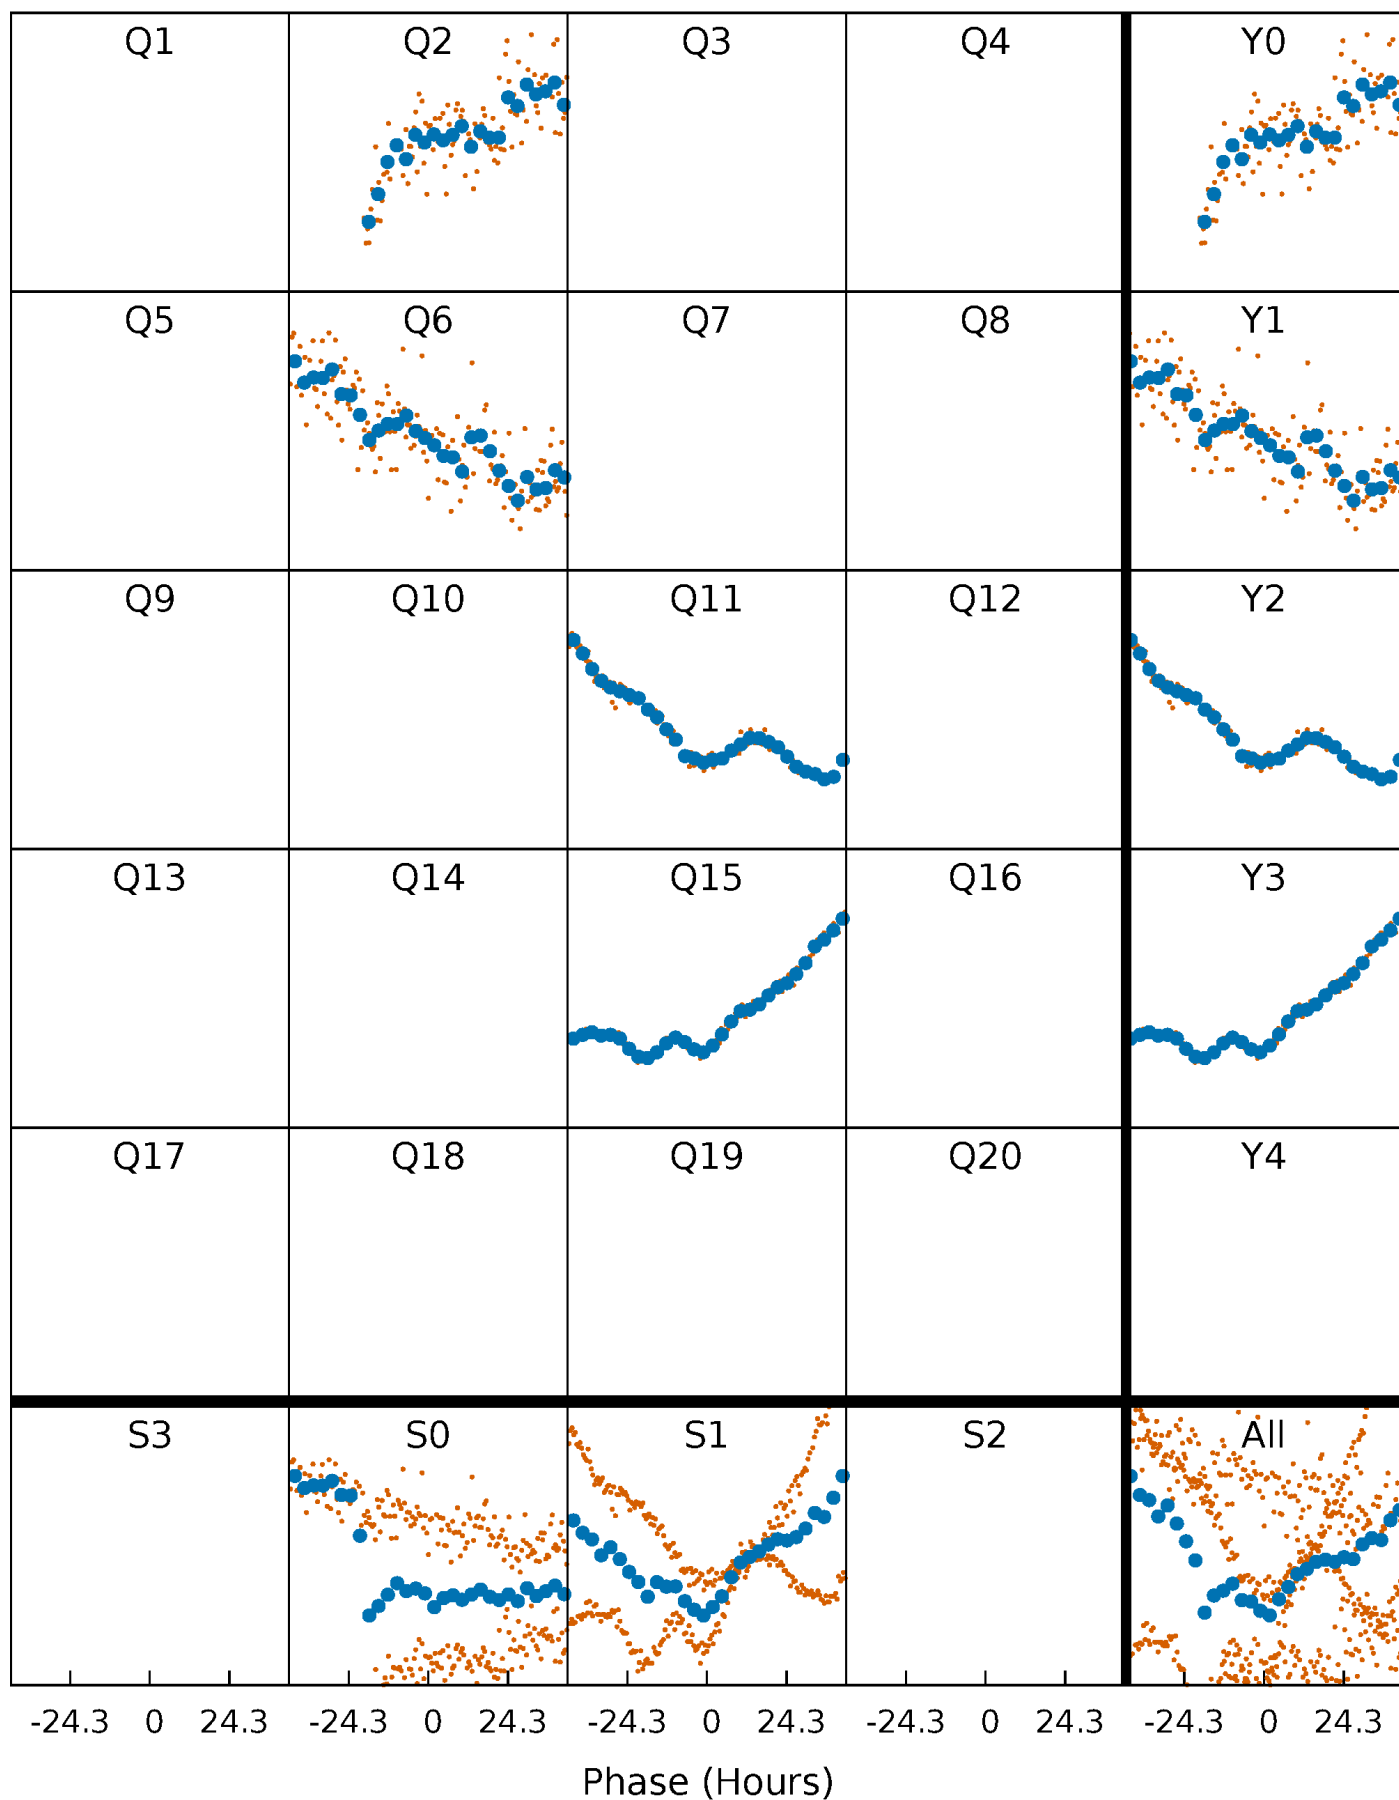 Q1 Q2 Q3 Q4 Y0
Q5 Q6 Q7 Q8 Y1
Q9 Q10 Q11 Q12 Y2
Q13 Q14 Q15 Q16 Y3
Q17 Q18 Q19 Q20 Y4
S3 S0 S1 S2 All
-24.3 0 24.3 -24.3 0 24.3 -24.3 0 24.3 -24.3 0 24.3 -24.3 0 24.3
Phase (Hours)